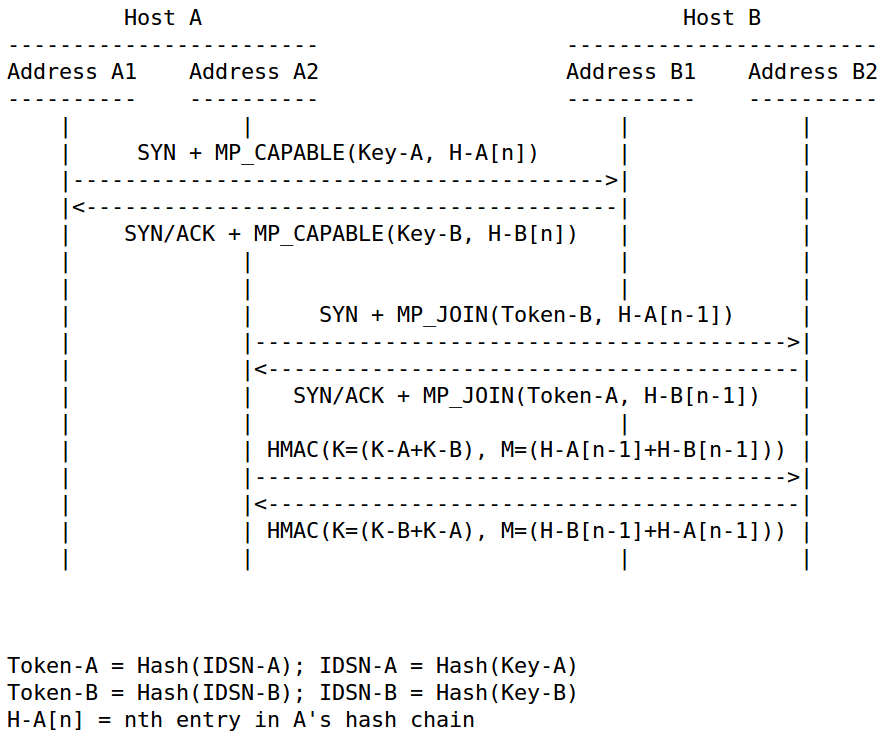 Host A                                     Host B
------------------------                   ------------------------
Address A1    Address A2                   Address B1    Address B2
----------    ----------                   ----------    ----------
SYN + MP_CAPABLE(Key-A, H-A[n])
SYN/ACK + MP_CAPABLE(Key-B, H-B[n])
SYN + MP_JOIN(Token-B, H-A[n-1])
SYN/ACK + MP_JOIN(Token-A, H-B[n-1])
HMAC(K=(K-A+K-B), M=(H-A[n-1]+H-B[n-1]))
HMAC(K=(K-B+K-A), M=(H-B[n-1]+H-A[n-1]))
Token-A = Hash(IDSN-A); IDSN-A = Hash(Key-A)
Token-B = Hash(IDSN-B); IDSN-B = Hash(Key-B)
H-A[n] = nth entry in A's hash chain